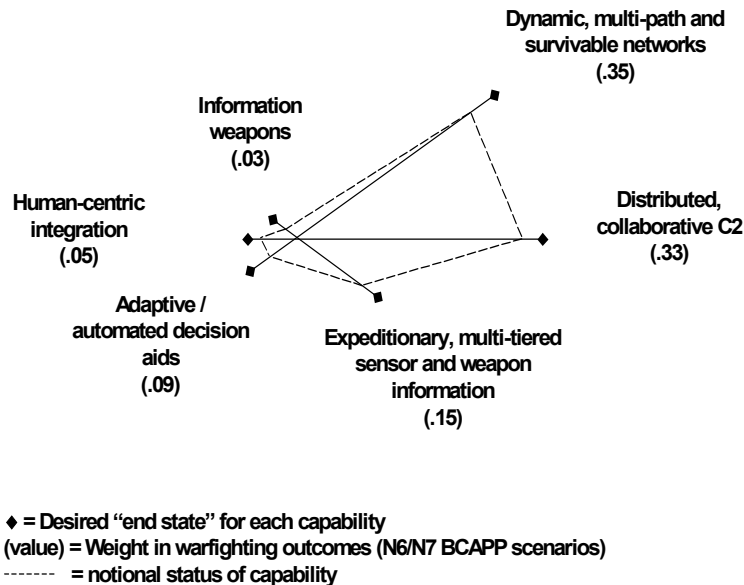 Dynamic, multi-path and
survivable networks
(.35)
Information
weapons
(.03)
Human-centric
integration
(.05)
Distributed,
collaborative C2
(.33)
Adaptive /
automated decision
aids
(.09)
Expeditionary, multi-tiered
sensor and weapon
information
(.15)
♦ = Desired “end state” for each capability
(value) = Weight in warfighting outcomes (N6/N7 BCAPP scenarios)
------- = notional status of capability